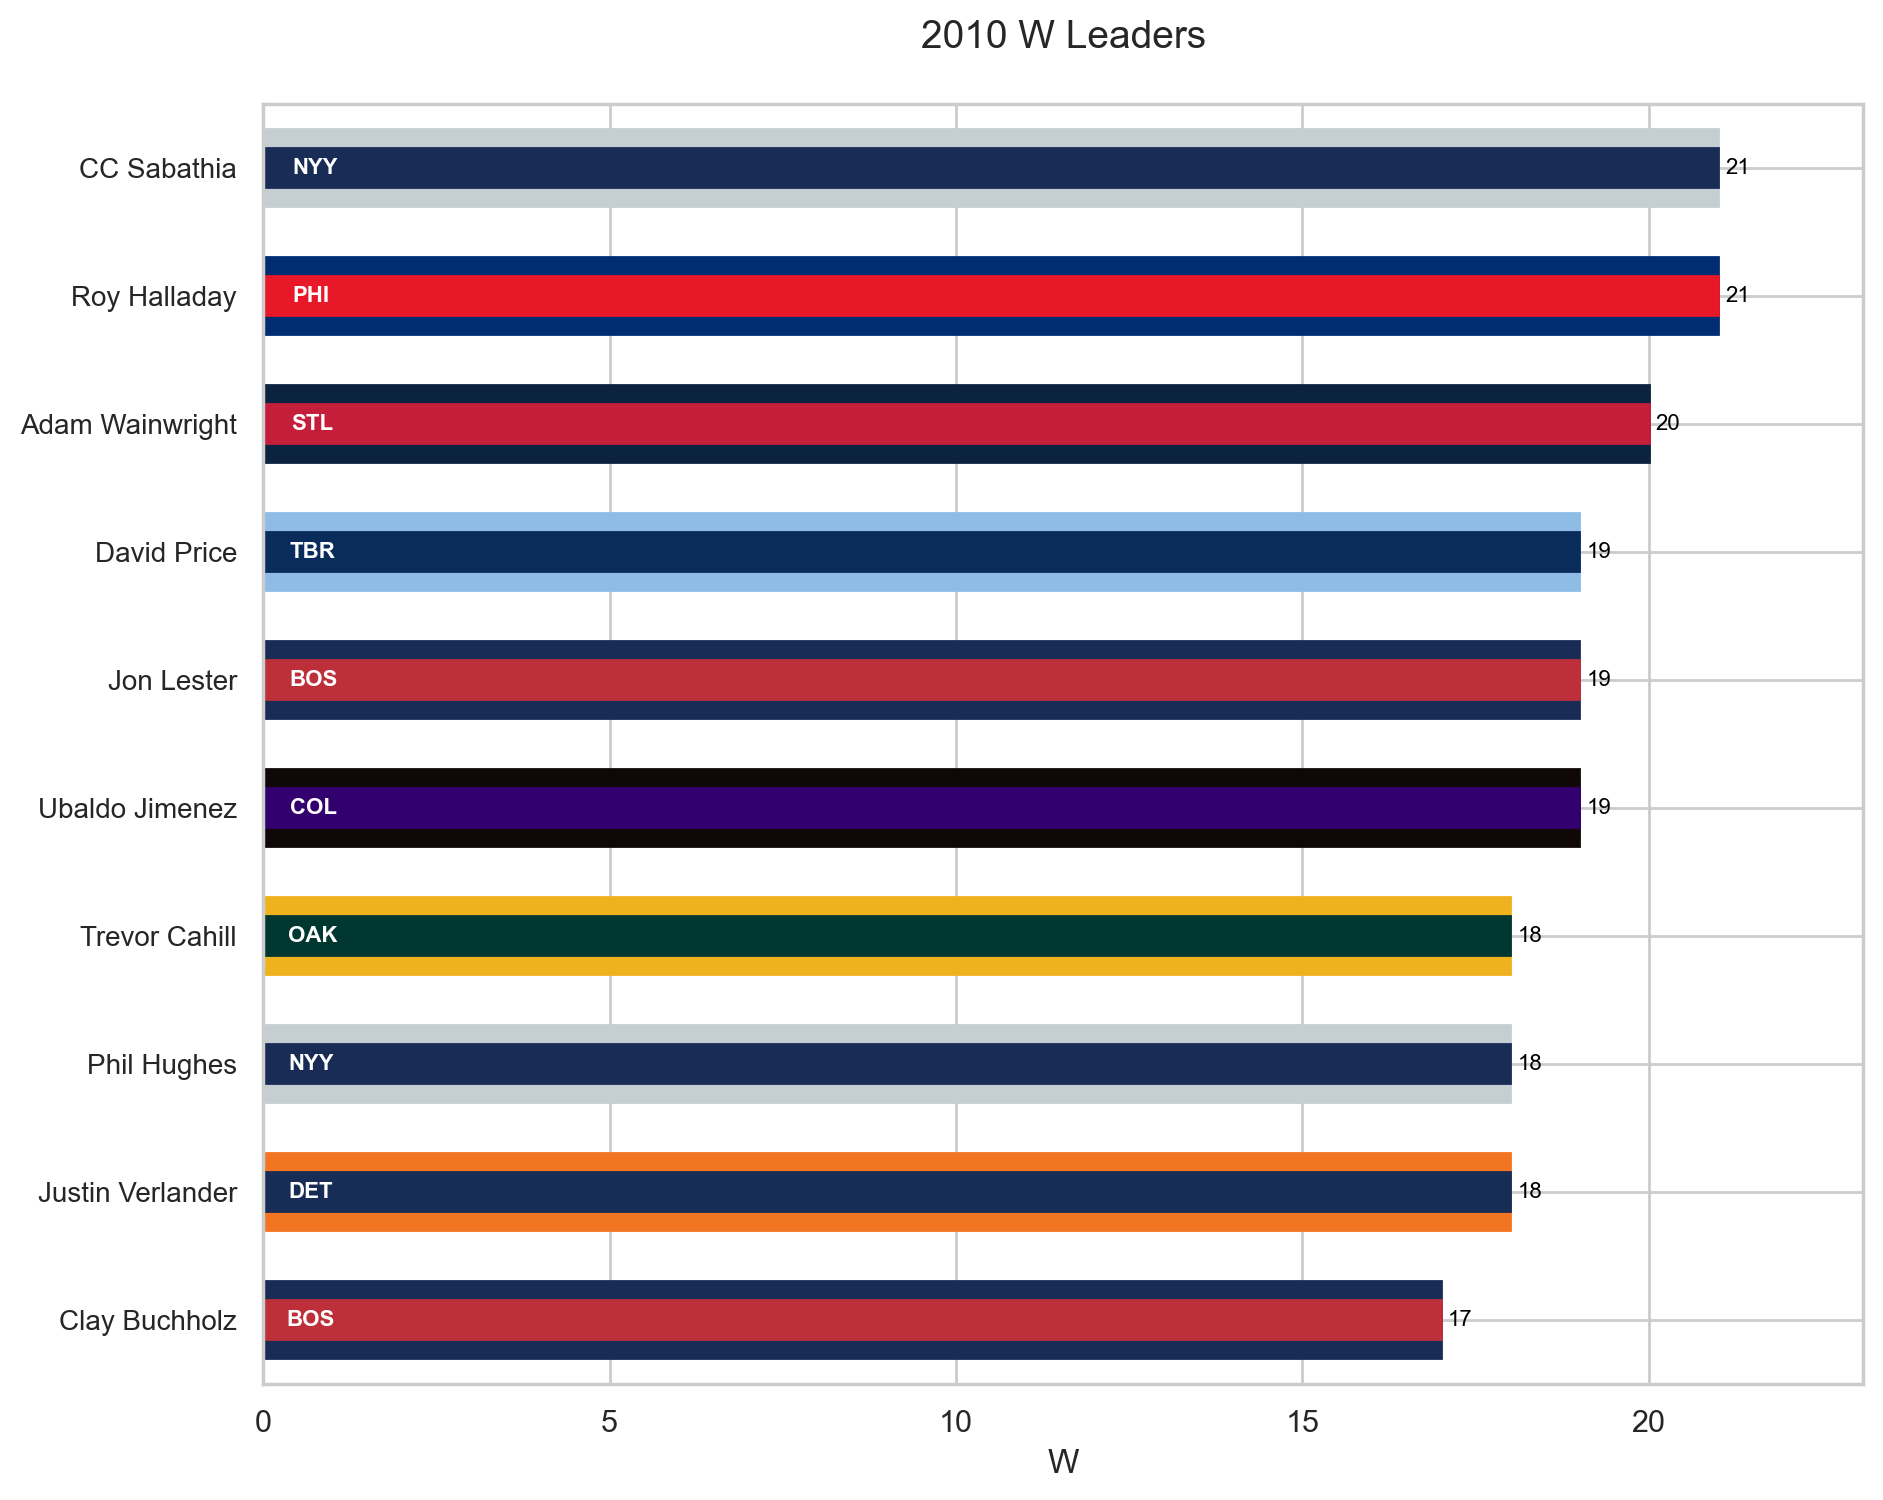 2010 W Leaders
CC Sabathia NYY 21
Roy Halladay PHI 21
Adam Wainwright STL 20
David Price TBR 19
Jon Lester BOS 19
Ubaldo Jimenez COL 19
Trevor Cahill OAK 18
Phil Hughes NYY 18
Justin Verlander DET 18
Clay Buchholz BOS 17
0 5 10 15 20
W